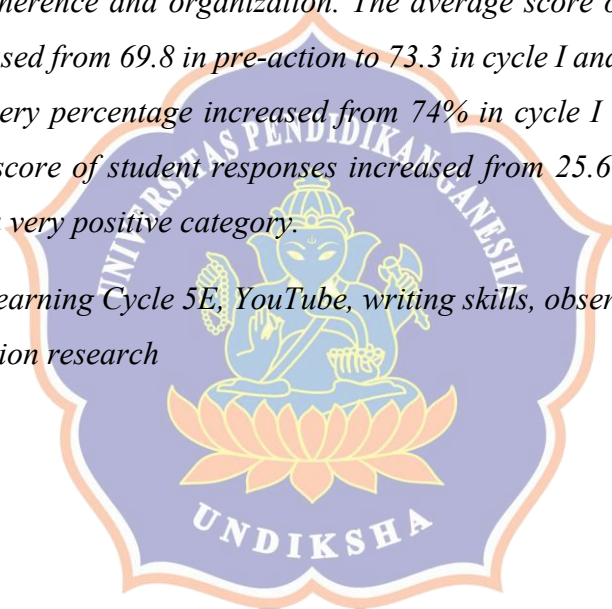 herence and organization. The average score o
sed from 69.8 in pre-action to 73.3 in cycle I and
ery percentage increased from 74% in cycle I
score of student responses increased from 25.6
very positive category.
earning Cycle 5E, YouTube, writing skills, obser
ion research
UNIVERSITAS PENDIDIKAN GANESHA
UNDIKSHA